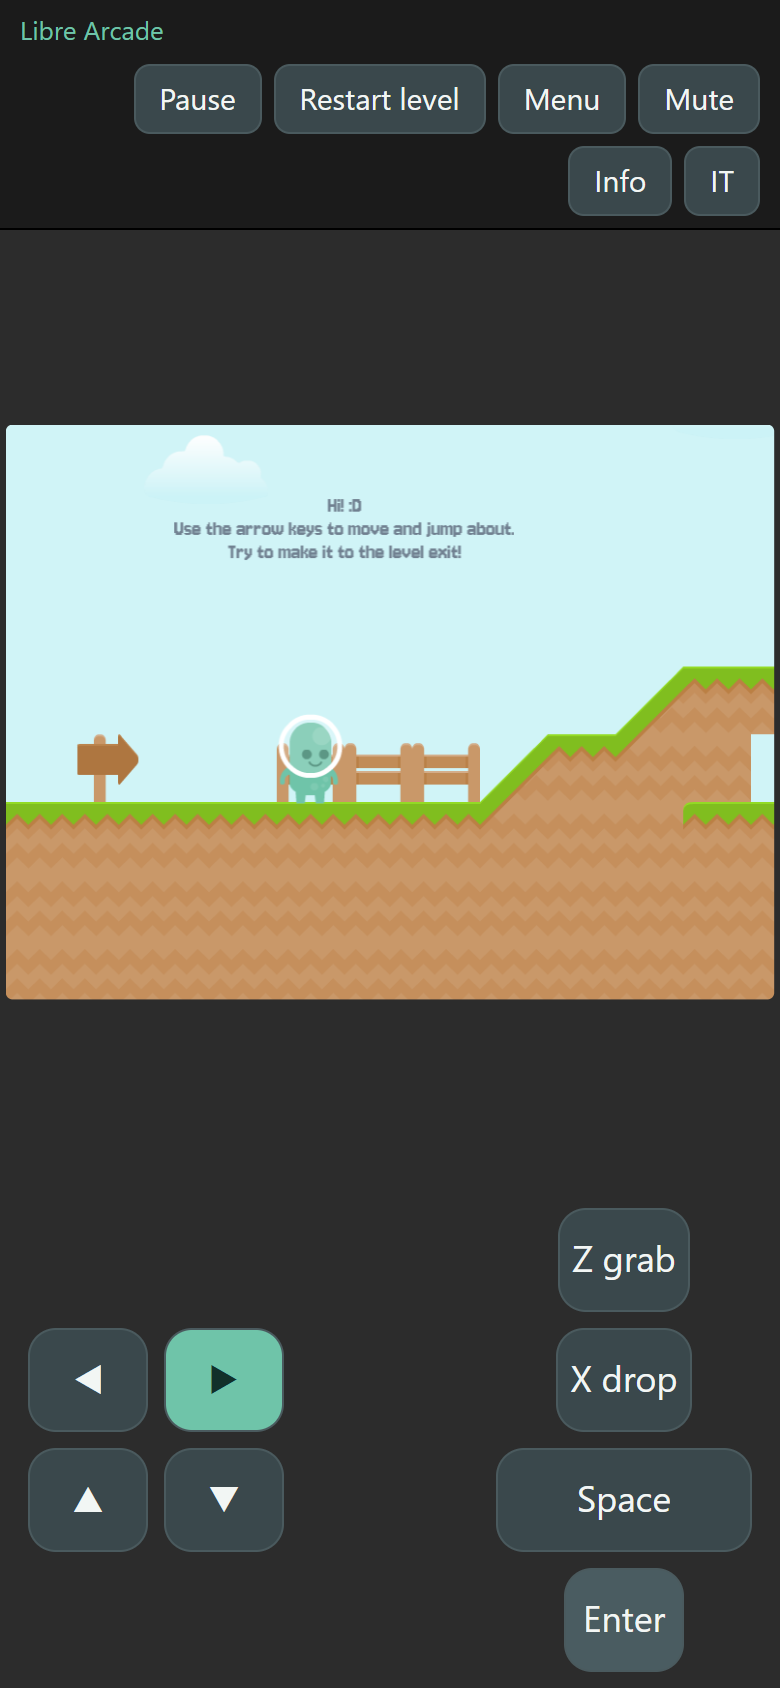 Libre Arcade
Pause Restart level Menu Mute
Info IT
Hi! :D
Use the arrow keys to move and jump about.
Try to make it to the level exit!
Z grab
X drop
Space
Enter